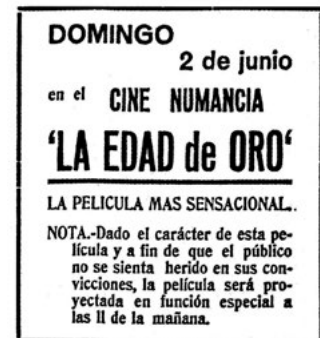 DOMINGO
2 de junio
en el CINE NUMANCIA
'LA EDAD de ORO'
LA PELICULA MAS SENSACIONAL..
NOTA.-Dado el carácter de esta pe-
lícula y a fin de que el público
no se sienta herido en sus con-
vicciones, la película será pro-
yectada en función especial a
las 11 de la mañana.